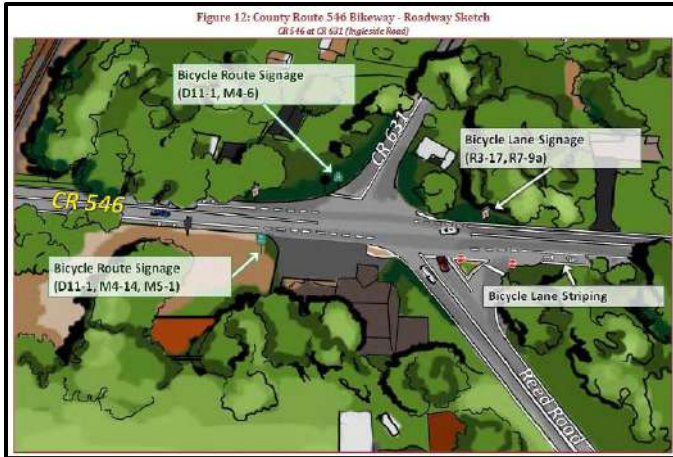 Figure 12: County Route 546 Bikeway - Roadway Sketch
CR 546 at CR 631 (Ingleside Road)
Bicycle Route Signage
(D11-1, M4-6)
CR 631
Bicycle Lane Signage
(R3-17, R7-9a)
CR 546
Bicycle Route Signage
(D11-1, M4-14, M5-1)
Bicycle Lane Striping
Reed Road